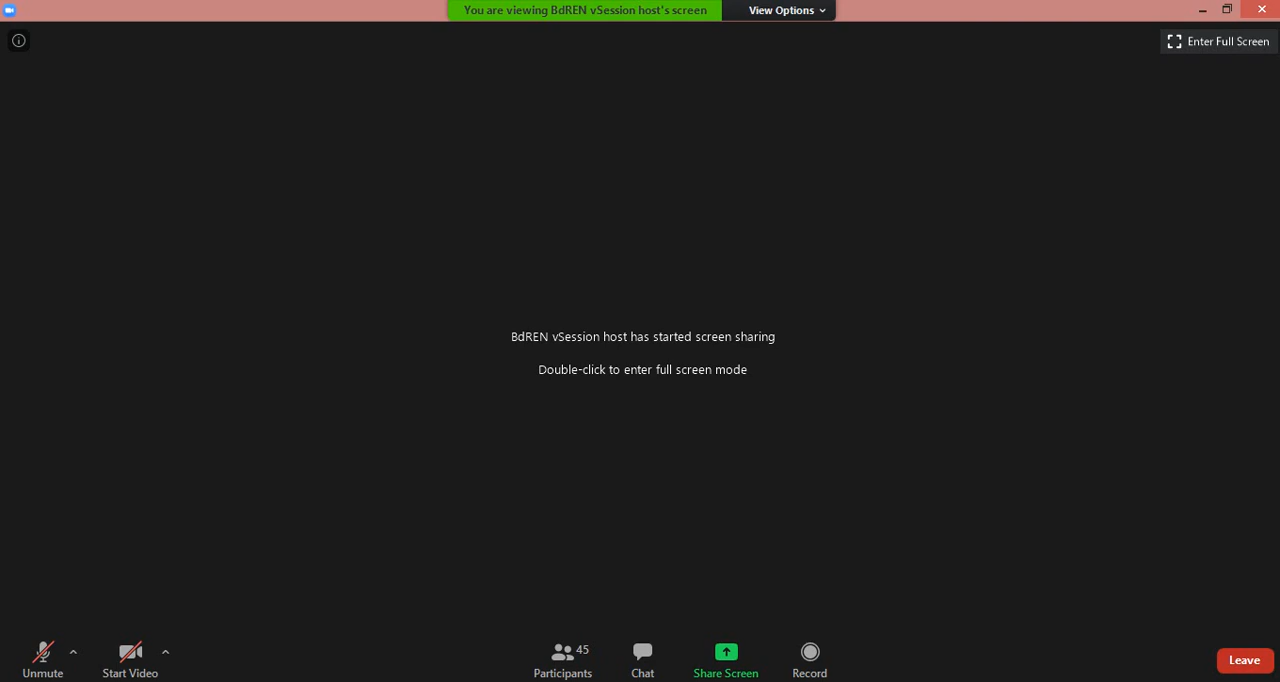 You are viewing BdREN vSession host's screen
View Options
Enter Full Screen
BdREN vSession host has started screen sharing
Double-click to enter full screen mode
45
Unmute
Start Video
Participants
Chat
Share Screen
Record
Leave